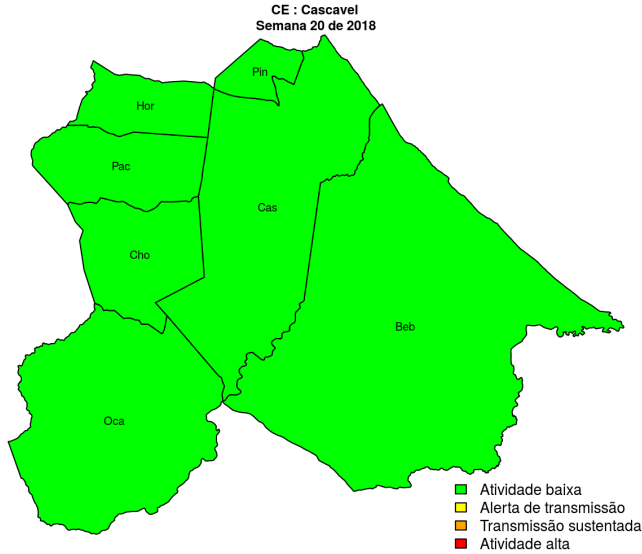 CE : Cascavel
Semana 20 de 2018
Pin
Hor
Pac
Cas
Cho
Beb
Oca
Atividade baixa
Alerta de transmissão
Transmissão sustentada
Atividade alta